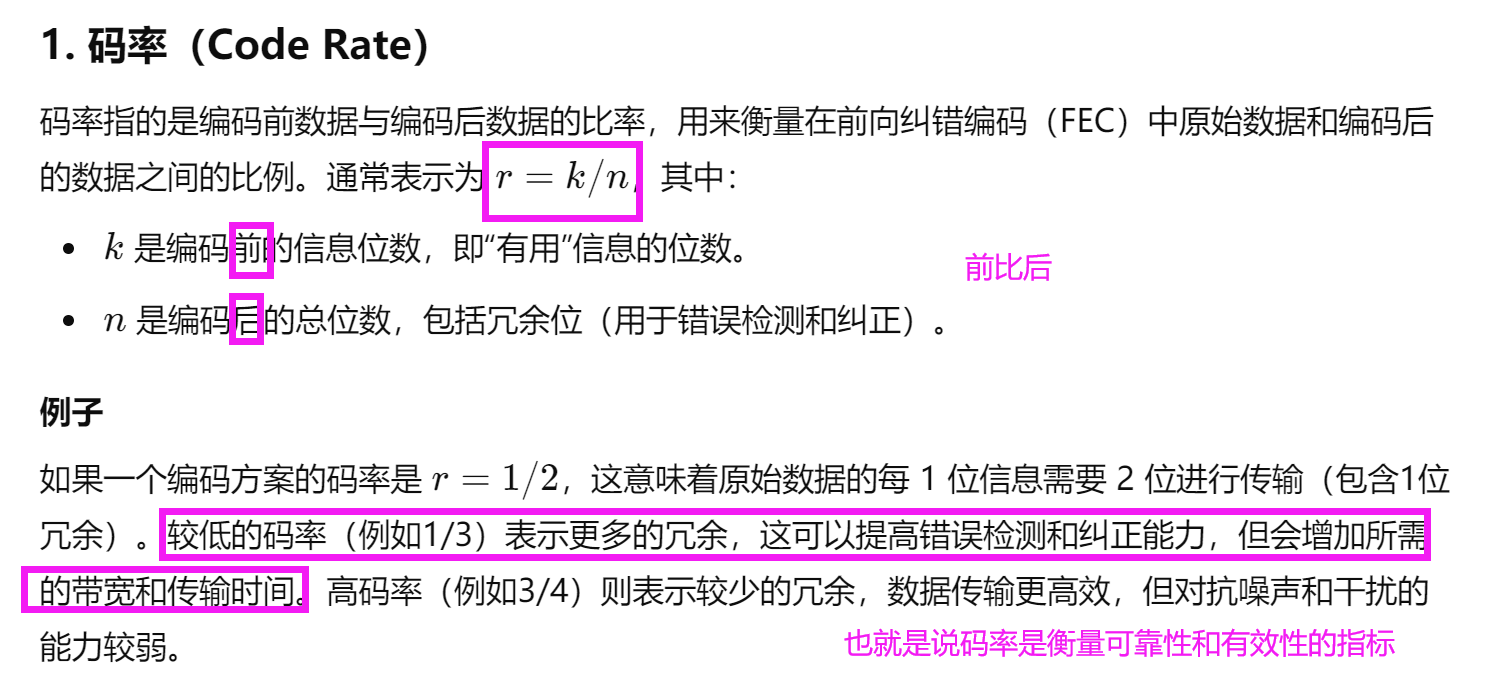 1. 码率（Code Rate）
码率指的是编码前数据与编码后数据的比率，用来衡量在前向纠错编码（FEC）中原始数据和编码后
的数据之间的比例。通常表示为 r = k/n，其中：
• k 是编码前的信息位数，即“有用”信息的位数。
前比后
• n 是编码后的总位数，包括冗余位（用于错误检测和纠正）。
例子
如果一个编码方案的码率是 r = 1/2，这意味着原始数据的每 1 位信息需要 2 位进行传输（包含1位
冗余）。较低的码率（例如1/3）表示更多的冗余，这可以提高错误检测和纠正能力，但会增加所需
的带宽和传输时间。高码率（例如3/4）则表示较少的冗余，数据传输更高效，但对抗噪声和干扰的
能力较弱。
也就是说码率是衡量可靠性和有效性的指标